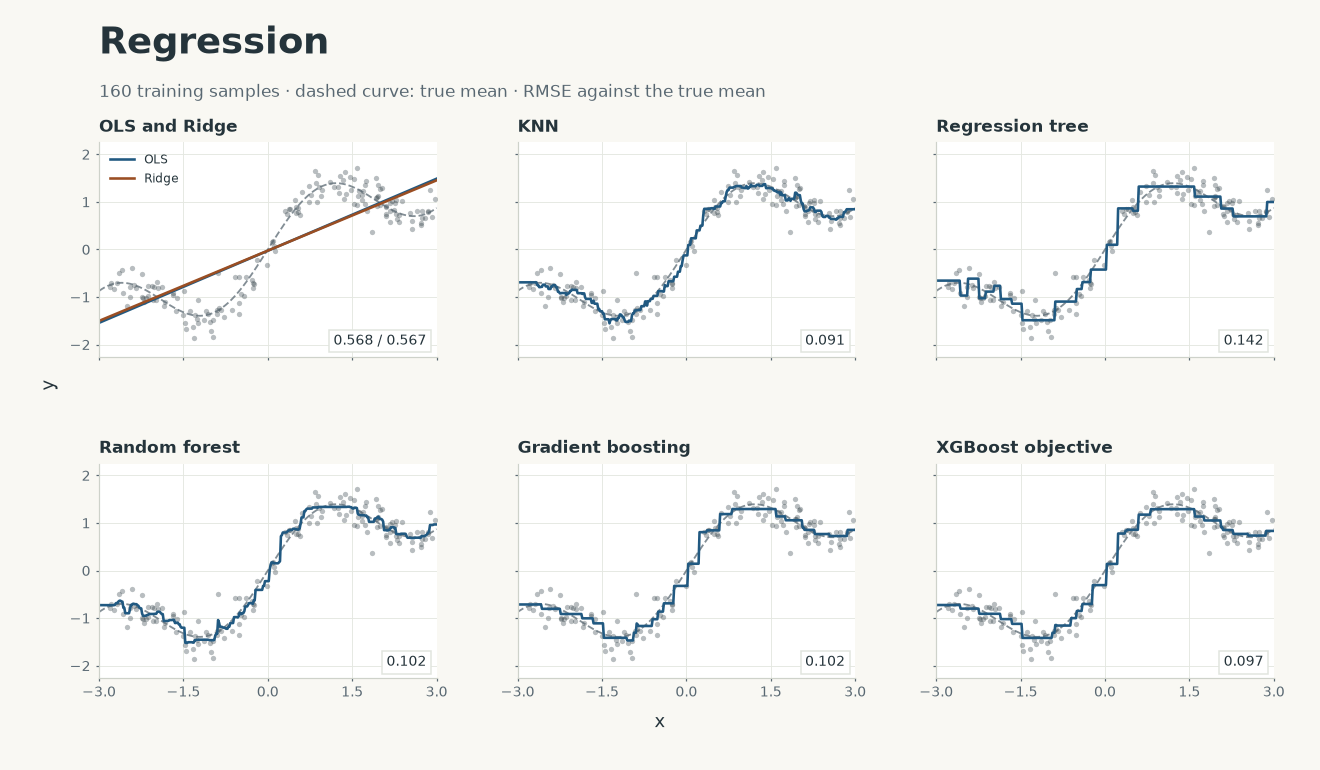 Regression
160 training samples · dashed curve: true mean · RMSE against the true mean
OLS and Ridge
2
1
0
−1
−2
OLS
Ridge
0.568 / 0.567
KNN
0.091
Regression tree
0.142
y
Random forest
2
1
0
−1
−2
0.102
−3.0 −1.5 0.0 1.5 3.0
Gradient boosting
0.102
−3.0 −1.5 0.0 1.5 3.0
XGBoost objective
0.097
−3.0 −1.5 0.0 1.5 3.0
x